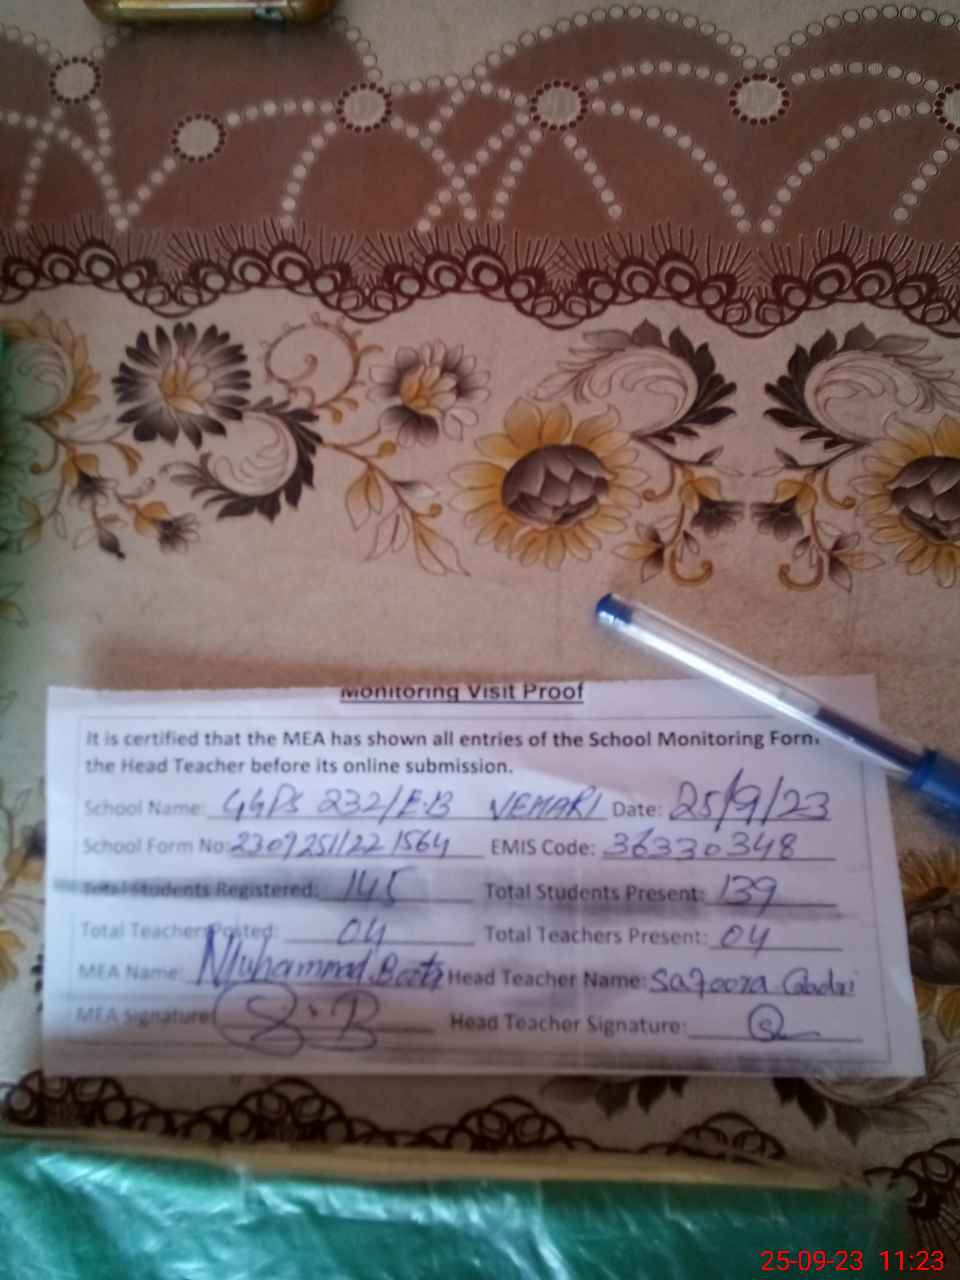 Monitoring Visit Proof
It is certified that the MEA has shown all entries of the School Monitoring Form
the Head Teacher before its online submission.
School Name: GGPS 232/E.B VEHARI Date: 25/9/23
School Form No: 2309251122 1564 EMIS Code: 36330348
Total Students Registered: 145 Total Students Present: 139
Total Teachers Posted: 04 Total Teachers Present: 04
MEA Name: Muhammad Boota Head Teacher Name: Safoora
MEA Signature: S.B Head Teacher Signature:
25-09-23 11:23